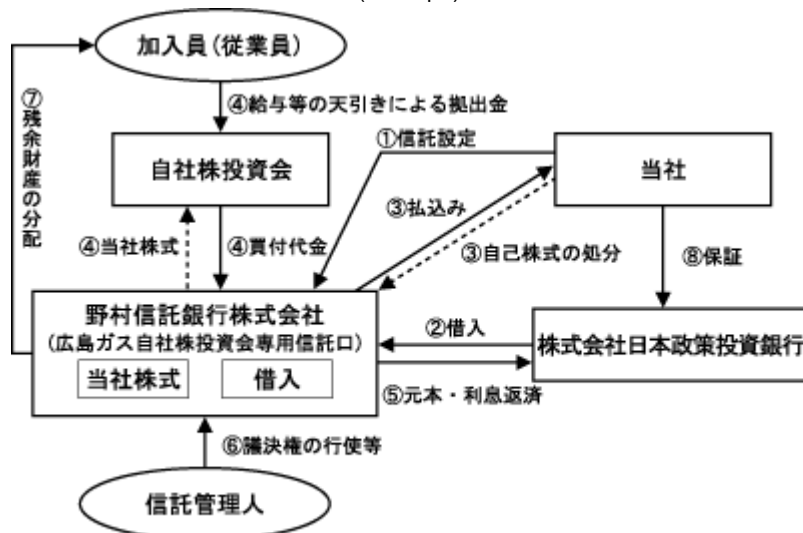 加入員(従業員)
⑦残余財産の分配
④給与等の天引きによる拠出金
①信託設定
自社株投資会
当社
③払込み
④当社株式
④買付代金
③自己株式の処分
⑧保証
野村信託銀行株式会社
(広島ガス自社株投資会専用信託口)
当社株式
借入
②借入
株式会社日本政策投資銀行
⑤元本・利息返済
⑥議決権の行使等
信託管理人